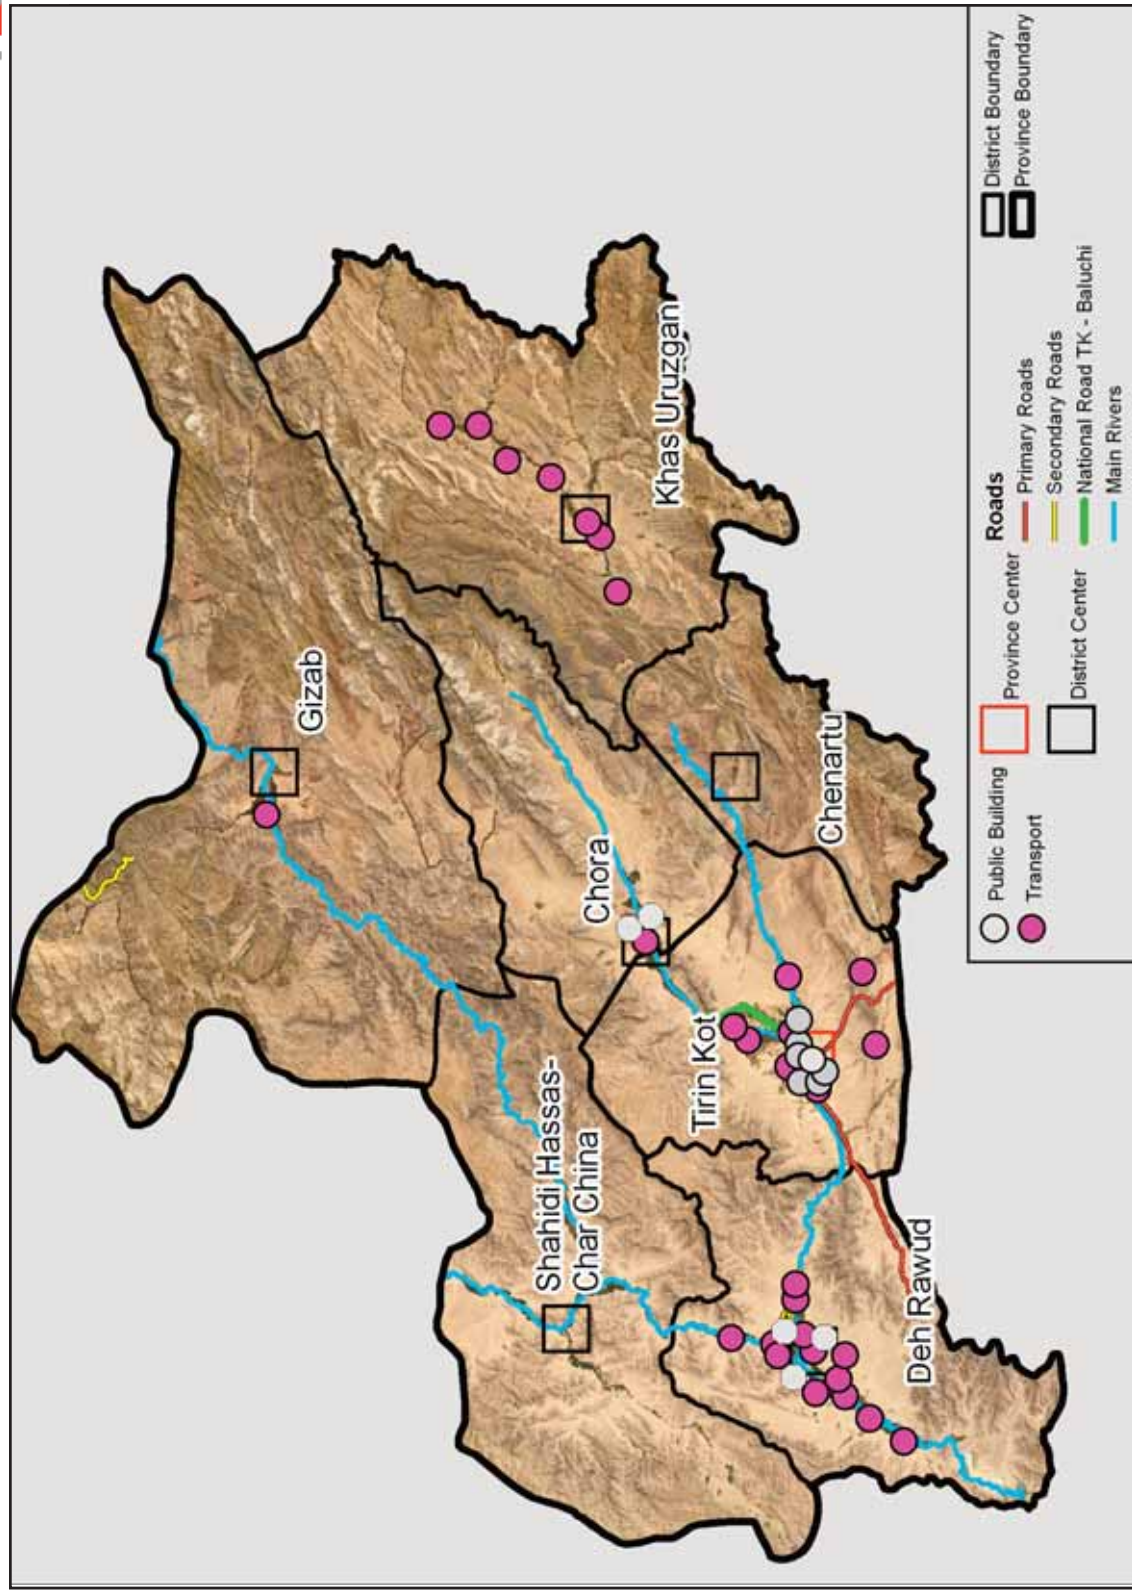 Gizab
Khas Uruzgan
Chora
Shahidi Hassas-
Char China
Tirin Kot
Chenartu
Deh Rawud
Public Building
Transport
Province Center
District Center
Roads
Primary Roads
Secondary Roads
National Road TK - Baluchi
Main Rivers
District Boundary
Province Boundary